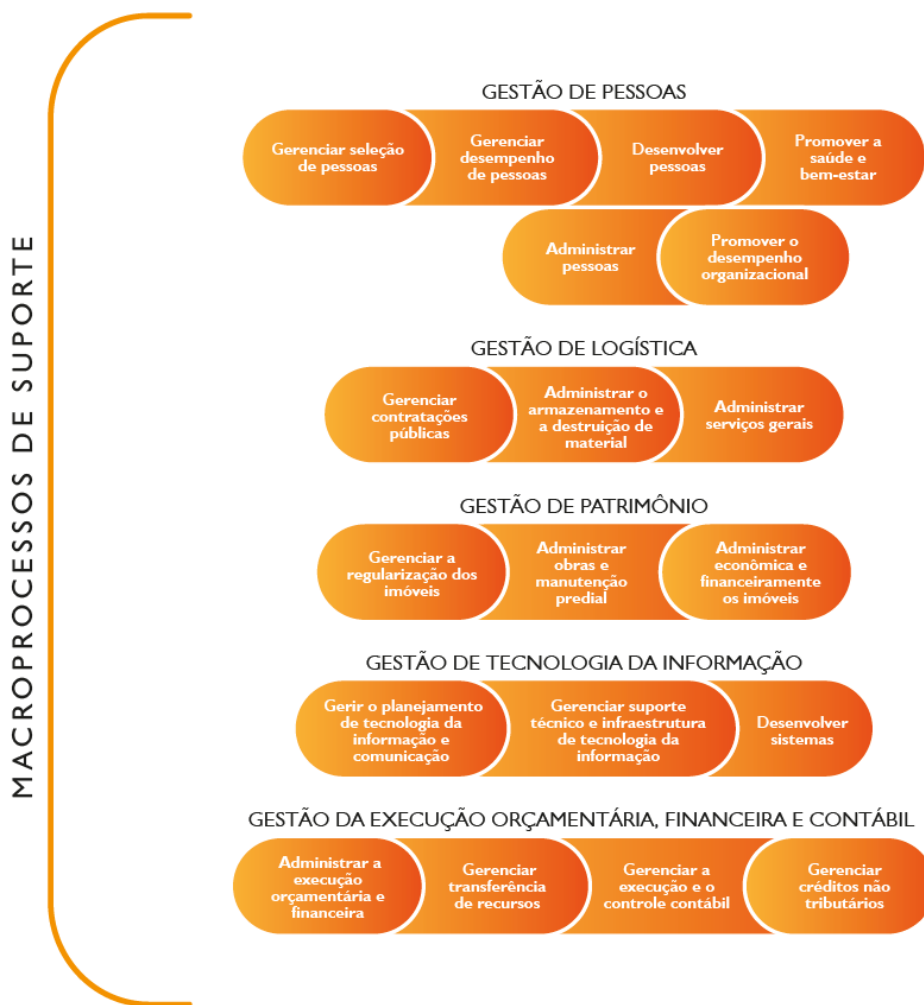 MACROPROCESSOS DE SUPORTE
GESTÃO DE PESSOAS
Gerenciar seleção
de pessoas
Gerenciar
desempenho
de pessoas
Desenvolver
pessoas
Promover a
saúde e
bem-estar
Administrar
pessoas
Promover o
desempenho
organizacional
GESTÃO DE LOGÍSTICA
Gerenciar
contratações
públicas
Administrar o
armazenamento e
a destruição de
material
Administrar
serviços gerais
GESTÃO DE PATRIMÔNIO
Gerenciar a
regularização dos
imóveis
Administrar
obras e
manutenção
predial
Administrar
econômica e
financeiramente
os imóveis
GESTÃO DE TECNOLOGIA DA INFORMAÇÃO
Gerir o planejamento
de tecnologia da
informação e
comunicação
Gerenciar suporte
técnico e infraestrutura
de tecnologia da
informação
Desenvolver
sistemas
GESTÃO DA EXECUÇÃO ORÇAMENTÁRIA, FINANCEIRA E CONTÁBIL
Administrar a
execução
orçamentária e
financeira
Gerenciar
transferência
de recursos
Gerenciar a
execução e o
controle contábil
Gerenciar
créditos não
tributários